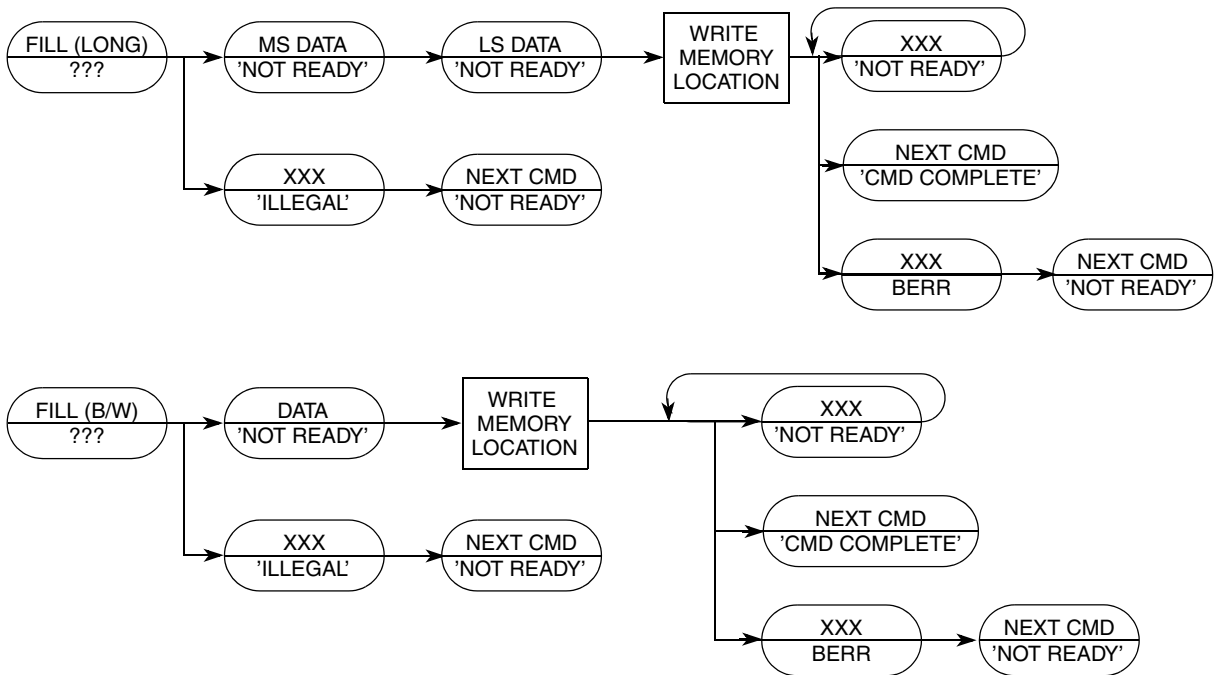 FILL (LONG)
???
MS DATA
'NOT READY'
LS DATA
'NOT READY'
WRITE
MEMORY
LOCATION
XXX
'NOT READY'
NEXT CMD
'CMD COMPLETE'
XXX
'ILLEGAL'
NEXT CMD
'NOT READY'
XXX
BERR
NEXT CMD
'NOT READY'
FILL (B/W)
???
DATA
'NOT READY'
WRITE
MEMORY
LOCATION
XXX
'NOT READY'
NEXT CMD
'CMD COMPLETE'
XXX
'ILLEGAL'
NEXT CMD
'NOT READY'
XXX
BERR
NEXT CMD
'NOT READY'